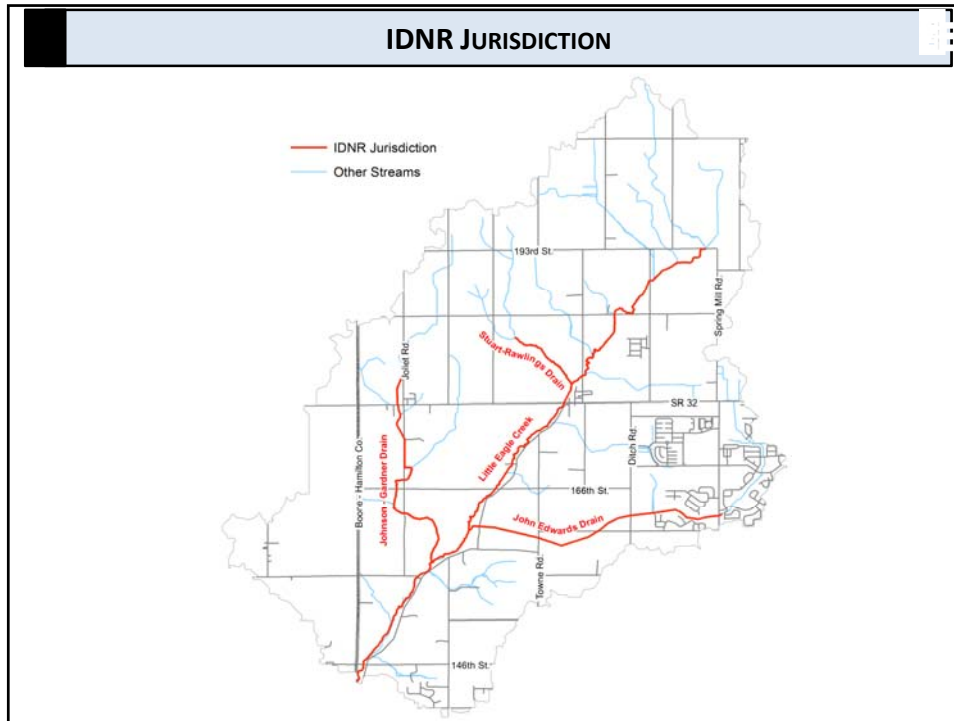 IDNR JURISDICTION
IDNR Jurisdiction
Other Streams
193rd St.
Spring Mill Rd.
Stuart-Rawlings Drain
Joliet Rd.
SR 32
Little Eagle Creek
Ditch Rd.
Boore - Hamilton Co.
Johnson - Gardner Drain
166th St.
John Edwards Drain
Towne Rd.
146th St.